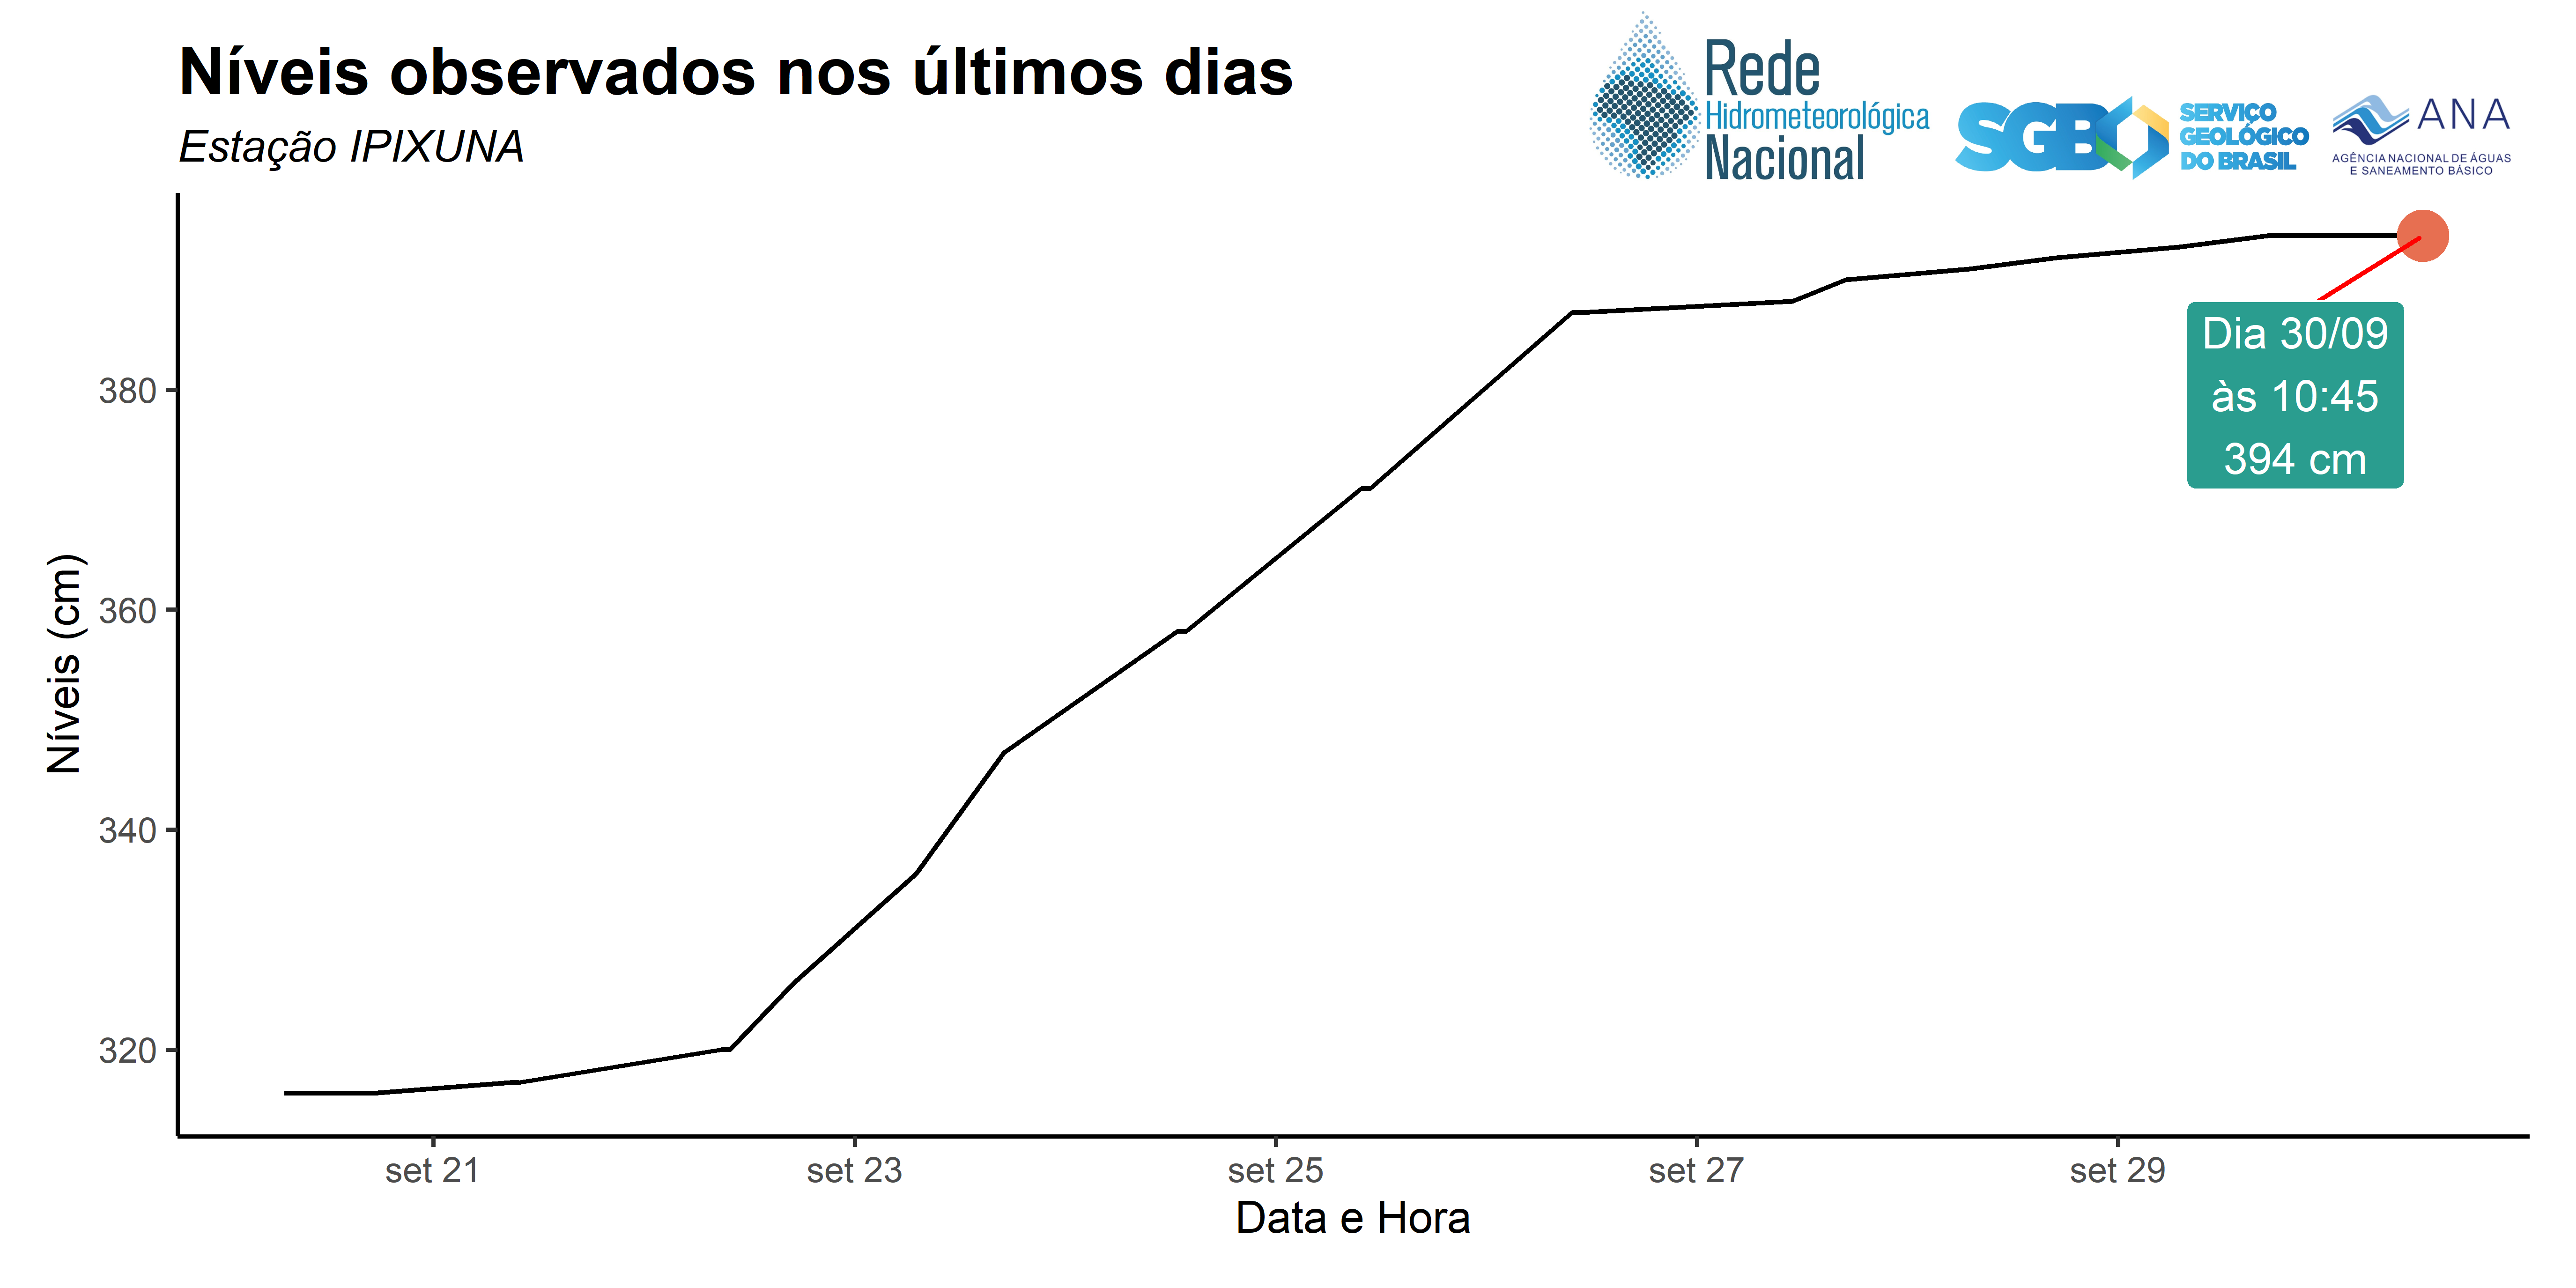 Níveis observados nos últimos dias
Estação IPIXUNA
Rede
Hidrometeorológica
Nacional
SGB
SERVIÇO
GEOLÓGICO
DO BRASIL
ANA
AGÊNCIA NACIONAL DE ÁGUAS
E SANEAMENTO BÁSICO
Dia 30/09
às 10:45
394 cm
Níveis (cm)
380
360
340
320
set 21
set 23
set 25
set 27
set 29
Data e Hora